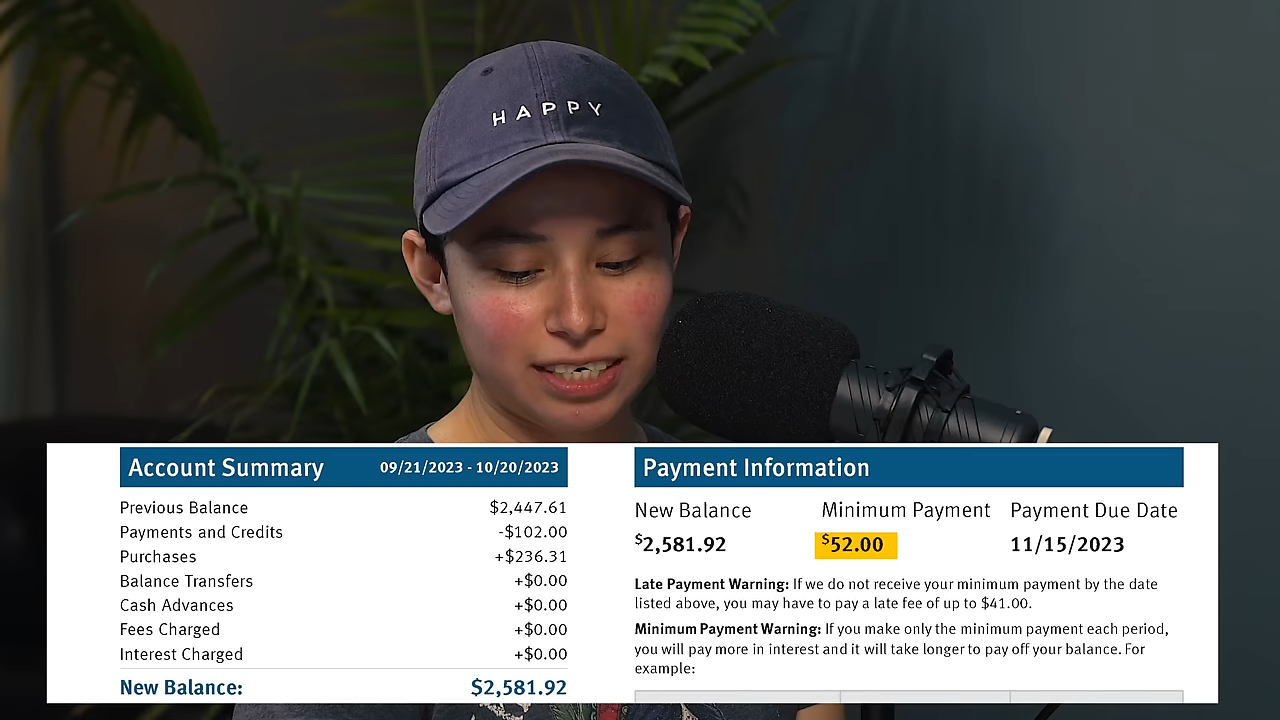 HAPPY
Account Summary 09/21/2023 - 10/20/2023
Previous Balance $2,447.61
Payments and Credits -$102.00
Purchases +$236.31
Balance Transfers +$0.00
Cash Advances +$0.00
Fees Charged +$0.00
Interest Charged +$0.00
New Balance: $2,581.92
Payment Information
New Balance Minimum Payment Payment Due Date
$2,581.92 $52.00 11/15/2023
Late Payment Warning: If we do not receive your minimum payment by the date
listed above, you may have to pay a late fee of up to $41.00.
Minimum Payment Warning: If you make only the minimum payment each period,
you will pay more in interest and it will take longer to pay off your balance. For
example: